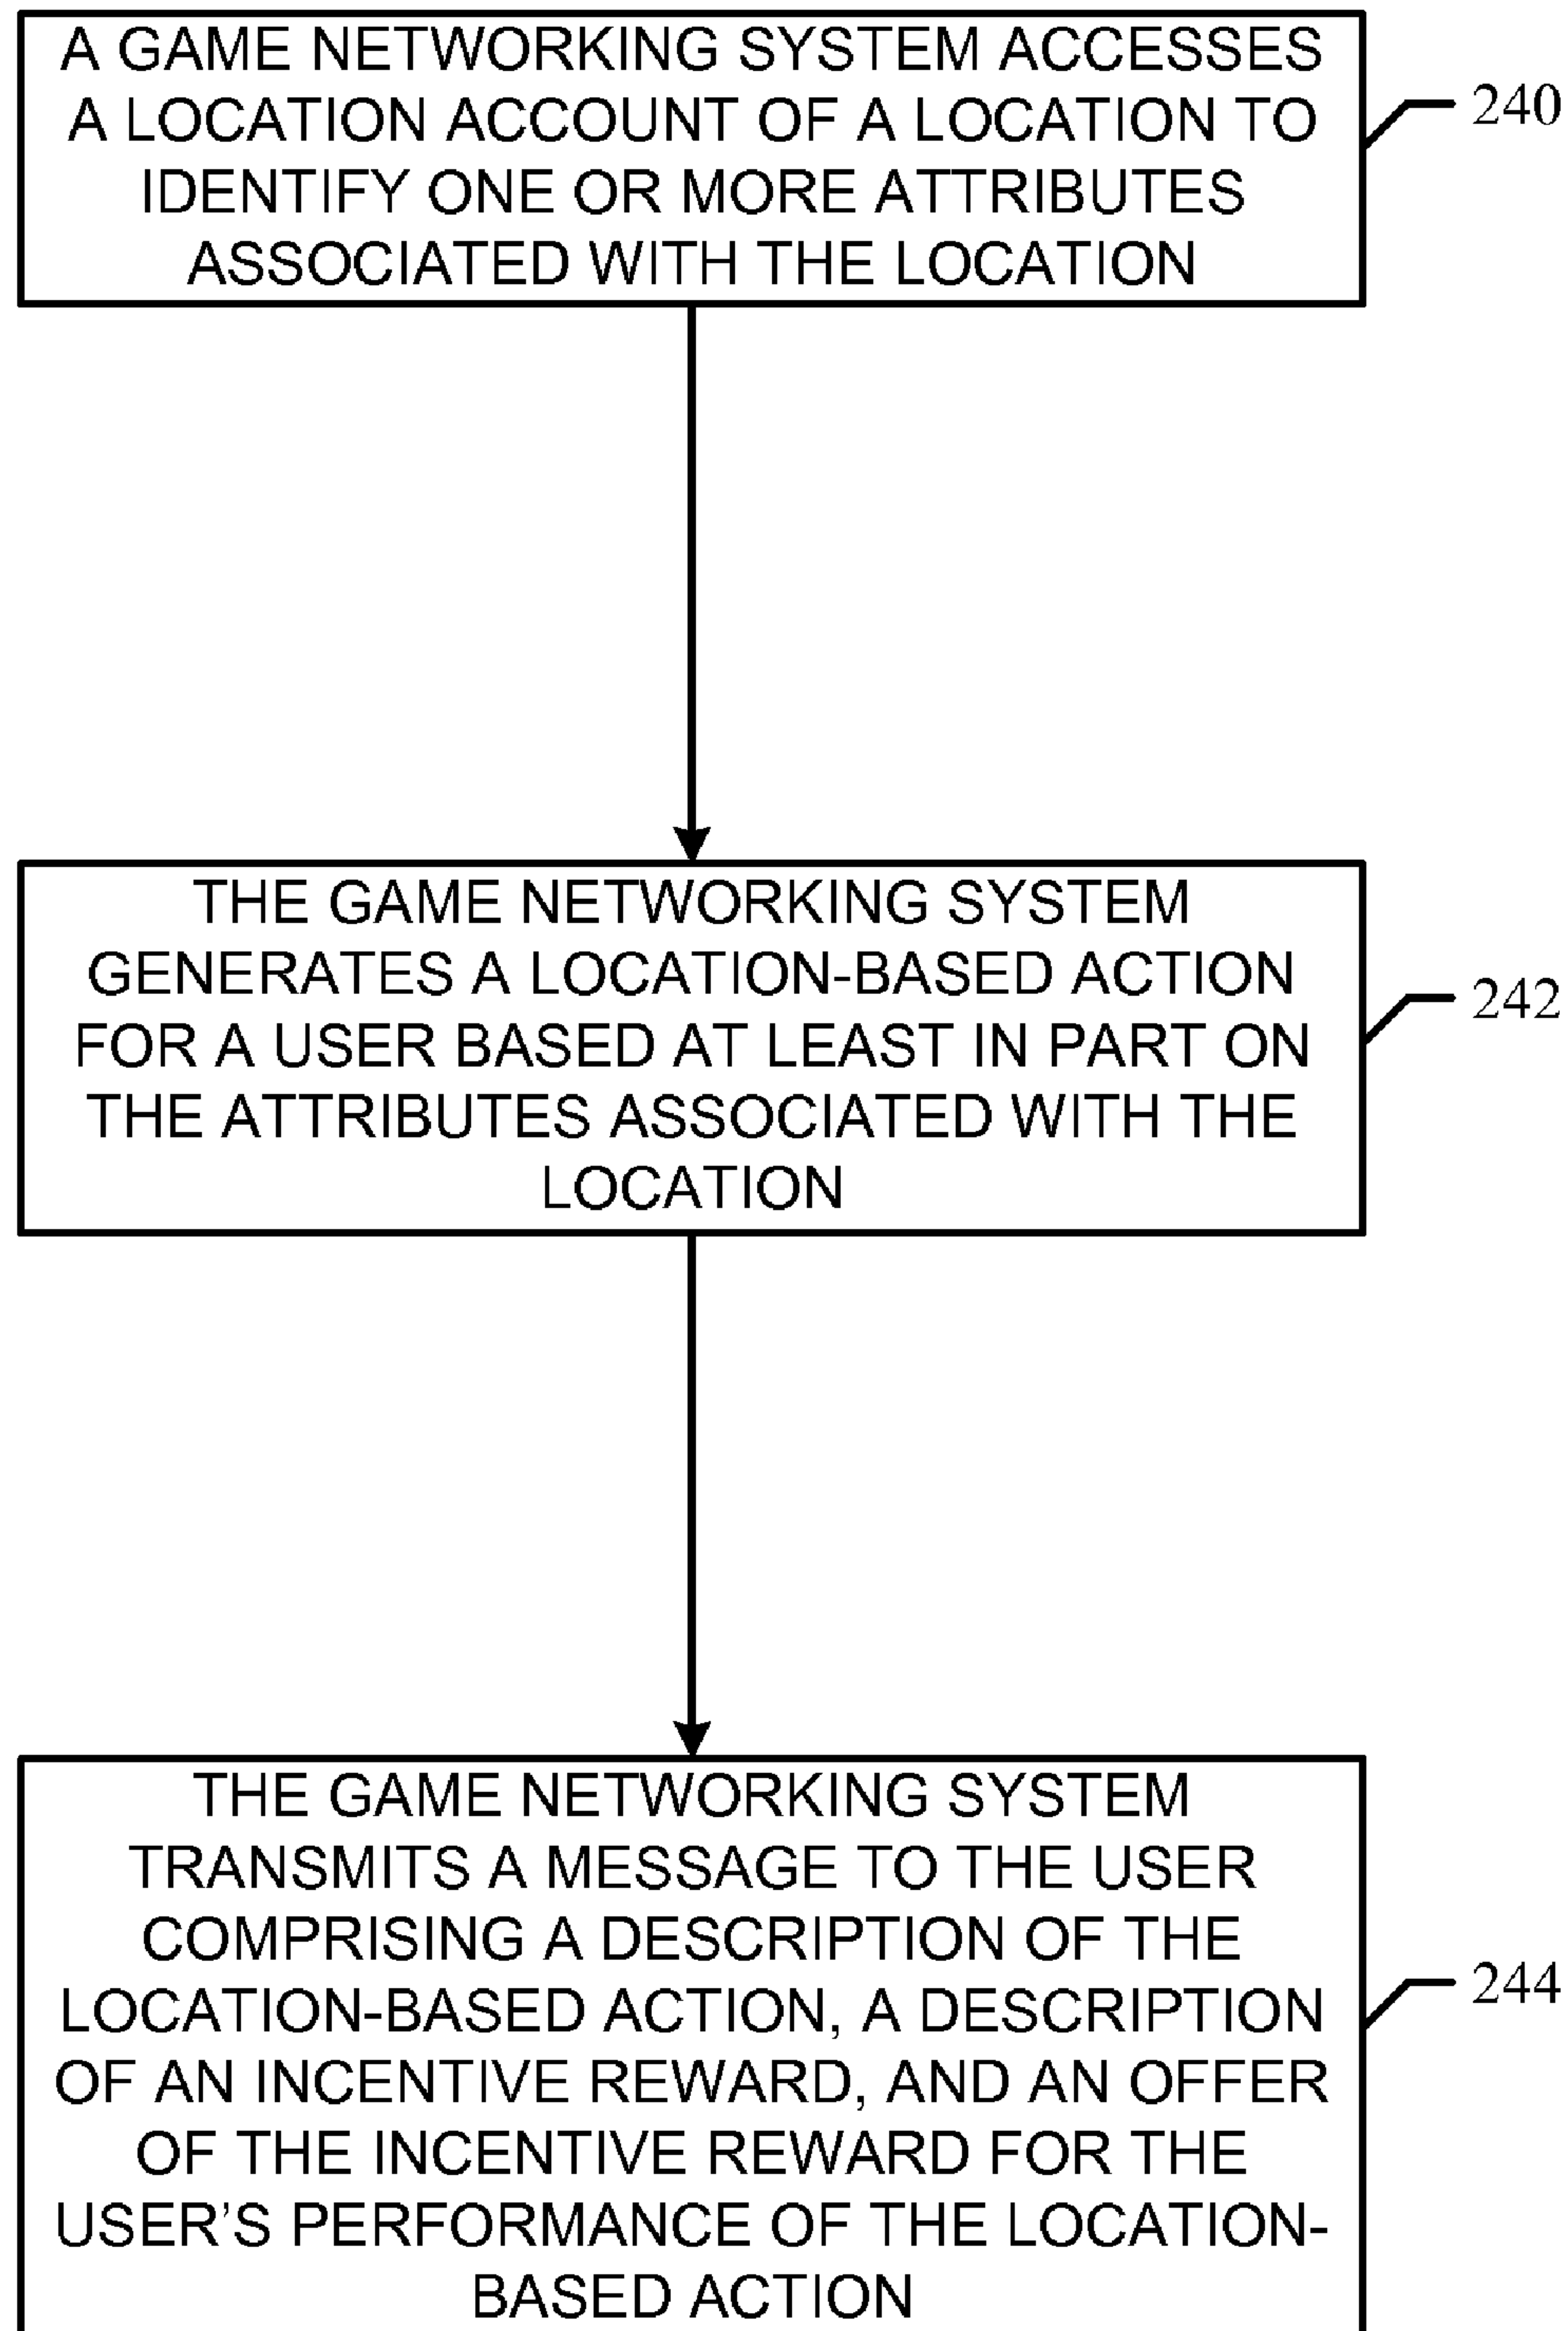 A GAME NETWORKING SYSTEM ACCESSES
A LOCATION ACCOUNT OF A LOCATION TO
IDENTIFY ONE OR MORE ATTRIBUTES
ASSOCIATED WITH THE LOCATION
240
THE GAME NETWORKING SYSTEM
GENERATES A LOCATION-BASED ACTION
FOR A USER BASED AT LEAST IN PART ON
THE ATTRIBUTES ASSOCIATED WITH THE
LOCATION
242
THE GAME NETWORKING SYSTEM
TRANSMITS A MESSAGE TO THE USER
COMPRISING A DESCRIPTION OF THE
LOCATION-BASED ACTION, A DESCRIPTION
OF AN INCENTIVE REWARD, AND AN OFFER
OF THE INCENTIVE REWARD FOR THE
USER'S PERFORMANCE OF THE LOCATION-
BASED ACTION
244